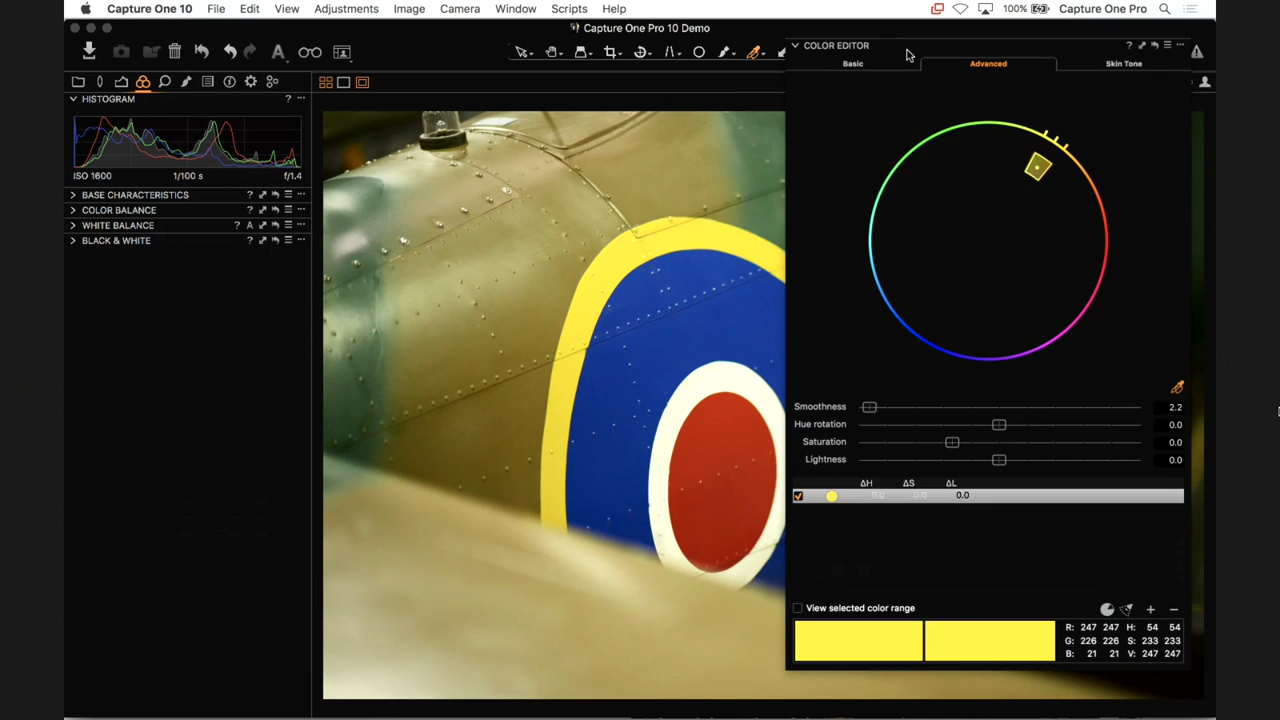 Capture One 10 File Edit View Adjustments Image Camera Window Scripts Help 100% Capture One Pro
Capture One Pro 10 Demo
COLOR EDITOR ?
Basic Advanced Skin Tone
HISTOGRAM ?
ISO 1600 1/100 s f/1.4
BASE CHARACTERISTICS ?
COLOR BALANCE ?
WHITE BALANCE ? A
BLACK & WHITE ?
Smoothness 2.2
Hue rotation 0.0
Saturation 0.0
Lightness 0.0
ΔH ΔS ΔL
0.0 0.0 0.0
View selected color range
R: 247 247 H: 54 54
G: 226 226 S: 233 233
B: 21 21 V: 247 247